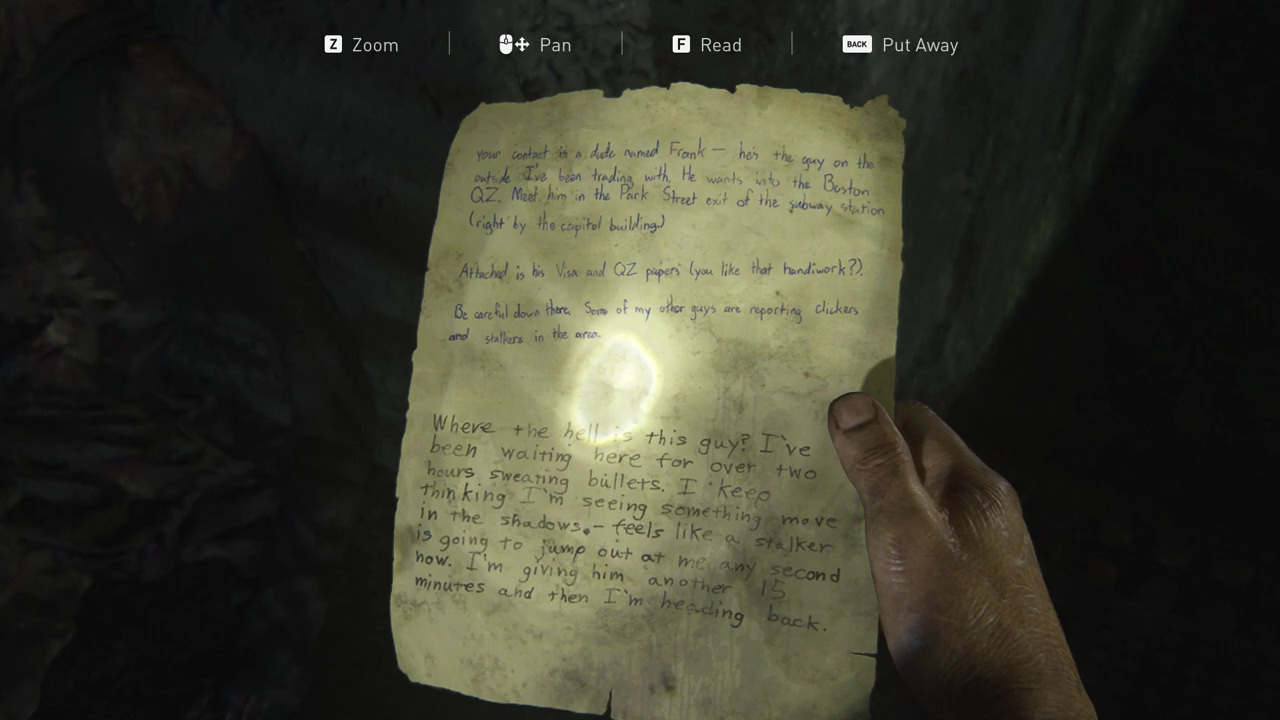 Z Zoom
Pan
F Read
BACK Put Away
your contact is a dude named Frank — he's the guy on the
outside I've been trading with. He wants into the Boston
QZ. Meet him in the Park Street exit of the subway station
(right by the capitol building.)
Attached is his Visa and QZ papers (you like that handiwork?).
Be careful down there. Some of my other guys are reporting clickers
and stalkers in the area.
Where the hell is this guy? I've
been waiting here for over two
hours sweating bullets. I keep
thinking I'm seeing something move
in the shadows. - feels like a stalker
is going to jump out at me any second
now. I'm giving him another 15
minutes and then I'm heading back.